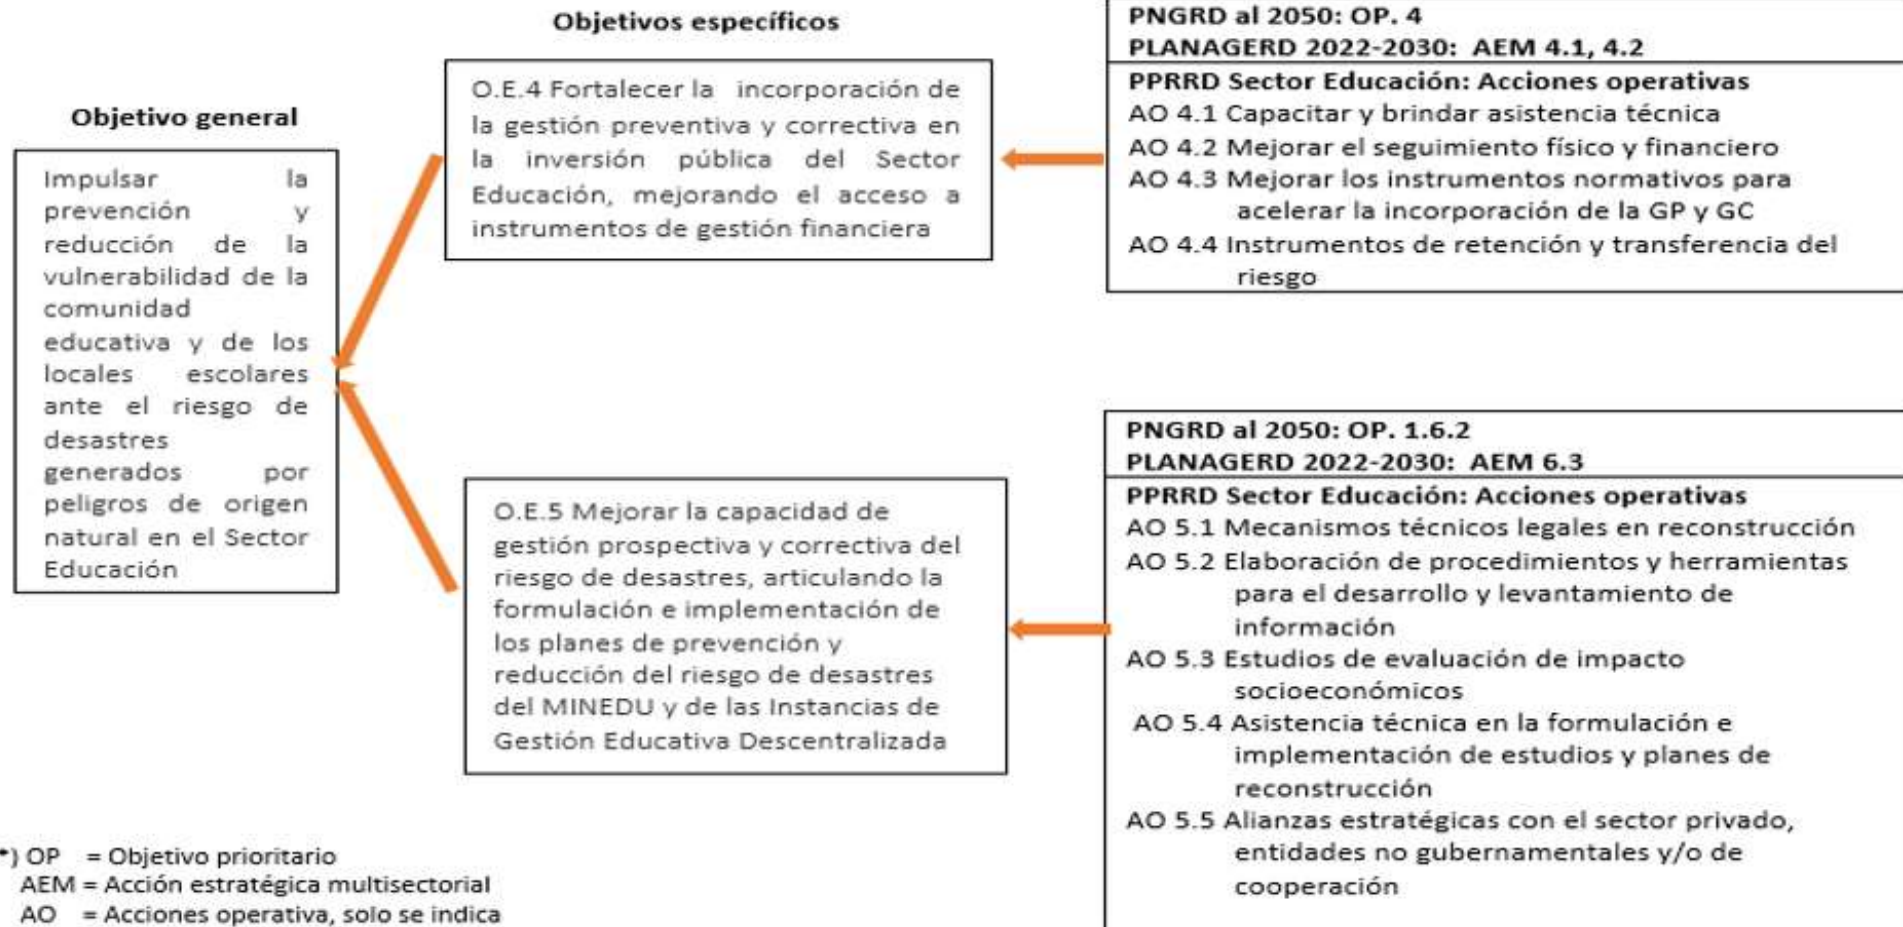 Objetivo general
Impulsar la
prevención y
reducción de la
vulnerabilidad de la
comunidad
educativa y de los
locales escolares
ante el riesgo de
desastres
generados por
peligros de origen
natural en el Sector
Educación
Objetivos específicos
O.E.4 Fortalecer la incorporación de
la gestión preventiva y correctiva en
la inversión pública del Sector
Educación, mejorando el acceso a
instrumentos de gestión financiera
O.E.5 Mejorar la capacidad de
gestión prospectiva y correctiva del
riesgo de desastres, articulando la
formulación e implementación de
los planes de prevención y
reducción del riesgo de desastres
del MINEDU y de las Instancias de
Gestión Educativa Descentralizada
PNGRD al 2050: OP. 4
PLANAGERD 2022-2030: AEM 4.1, 4.2
PPRRD Sector Educación: Acciones operativas
AO 4.1 Capacitar y brindar asistencia técnica
AO 4.2 Mejorar el seguimiento físico y financiero
AO 4.3 Mejorar los instrumentos normativos para
acelerar la incorporación de la GP y GC
AO 4.4 Instrumentos de retención y transferencia del
riesgo
PNGRD al 2050: OP. 1.6.2
PLANAGERD 2022-2030: AEM 6.3
PPRRD Sector Educación: Acciones operativas
AO 5.1 Mecanismos técnicos legales en reconstrucción
AO 5.2 Elaboración de procedimientos y herramientas
para el desarrollo y levantamiento de
información
AO 5.3 Estudios de evaluación de impacto
socioeconómicos
AO 5.4 Asistencia técnica en la formulación e
implementación de estudios y planes de
reconstrucción
AO 5.5 Alianzas estratégicas con el sector privado,
entidades no gubernamentales y/o de
cooperación
*) OP = Objetivo prioritario
AEM = Acción estratégica multisectorial
AO = Acciones operativa, solo se indica